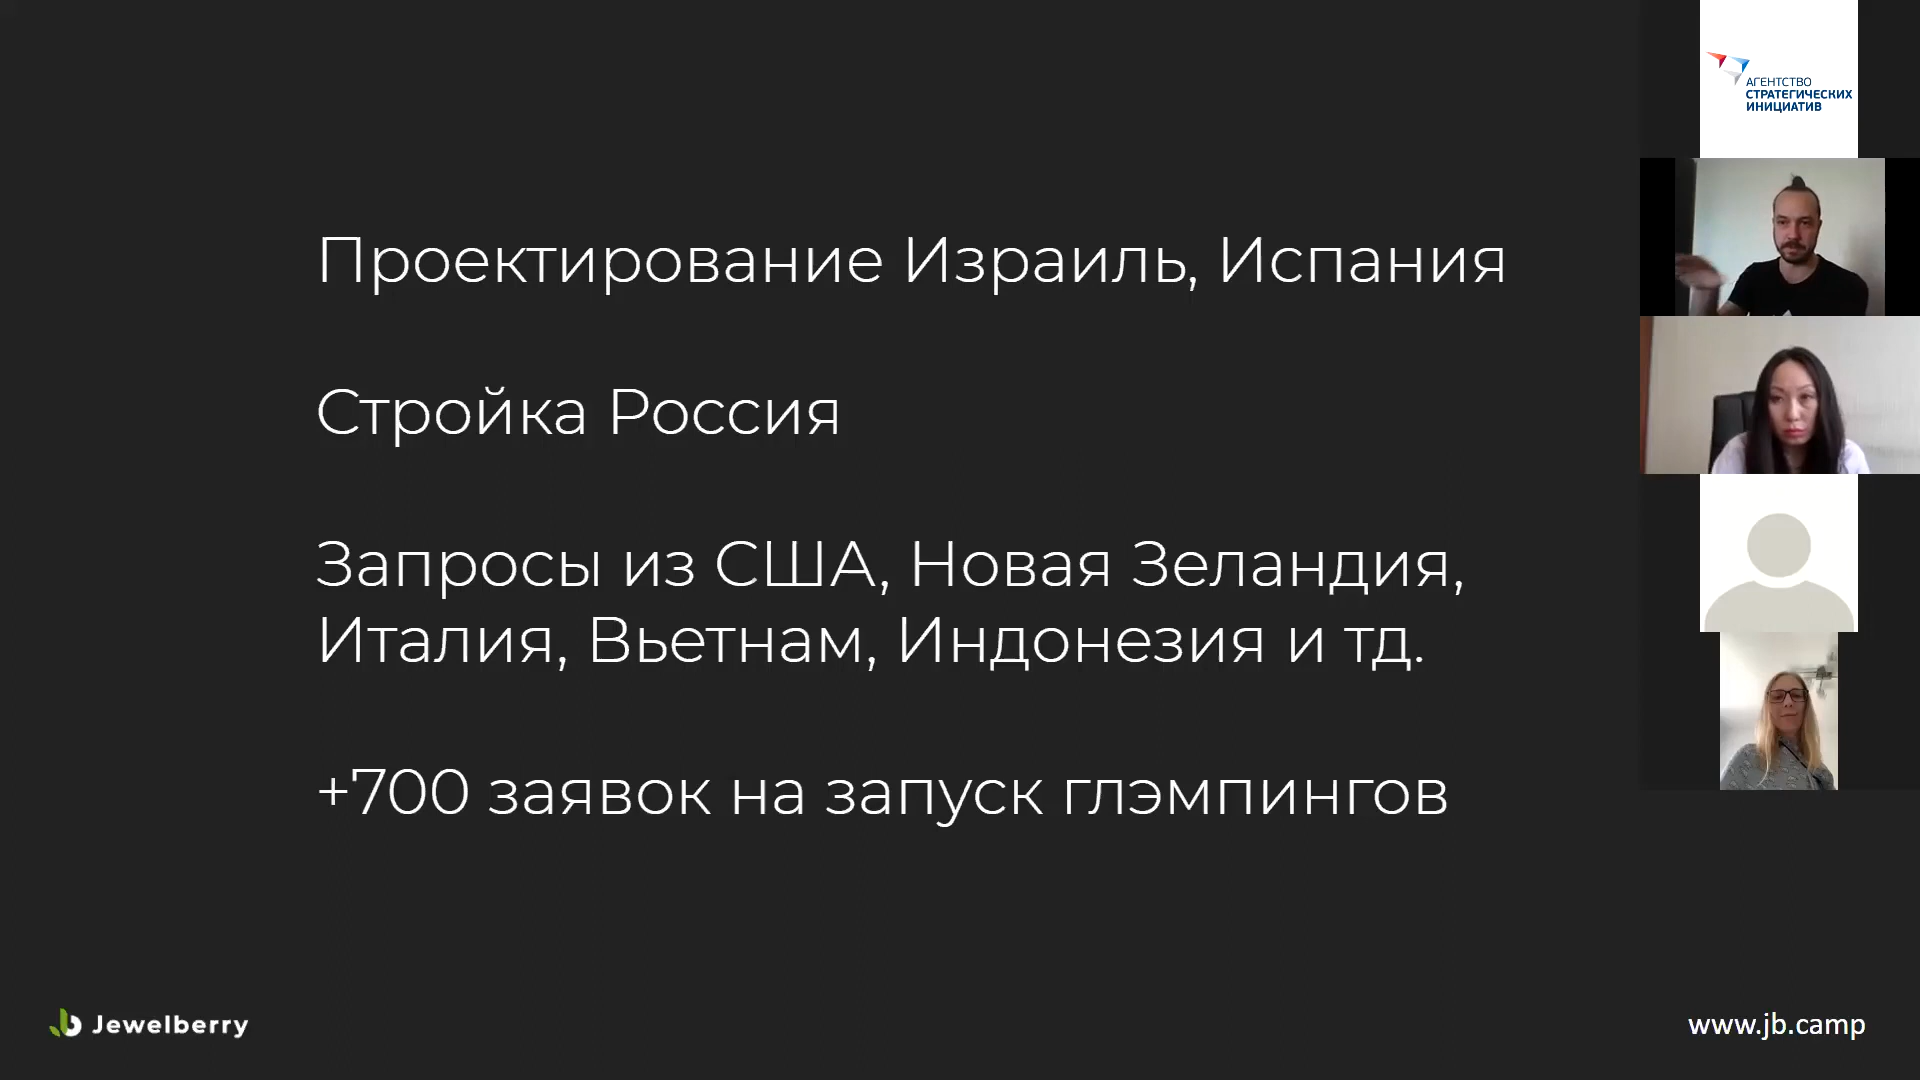 Проектирование Израиль, Испания
Стройка Россия
Запросы из США, Новая Зеландия,
Италия, Вьетнам, Индонезия и тд.
+700 заявок на запуск глэмпингов
Jewelberry
www.jb.camp
АГЕНТСТВО
СТРАТЕГИЧЕСКИХ
ИНИЦИАТИВ